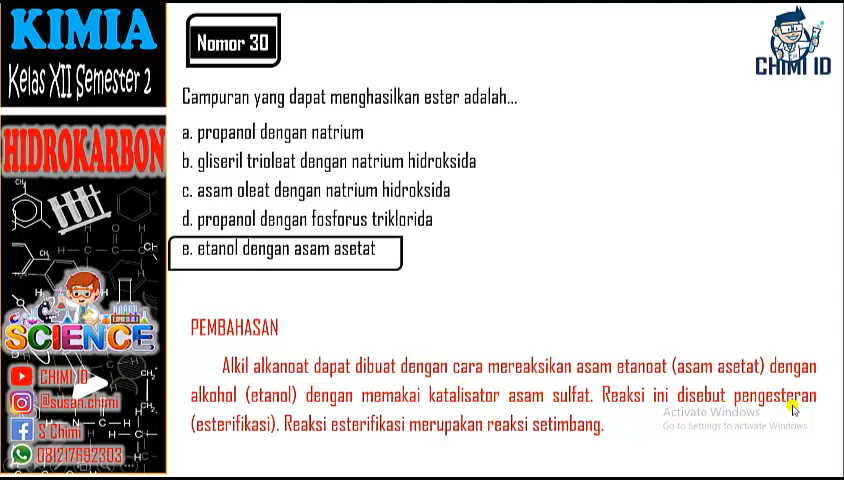 KIMIA
Kelas XII Semester 2
HIDROKARBON
SCIENCE
CHIMI ID
@susan.chimi
S Chimi
081217692303
Nomor 30
CHIMI ID
Campuran yang dapat menghasilkan ester adalah...
a. propanol dengan natrium
b. gliseril trioleat dengan natrium hidroksida
c. asam oleat dengan natrium hidroksida
d. propanol dengan fosforus triklorida
e. etanol dengan asam asetat
PEMBAHASAN
Alkil alkanoat dapat dibuat dengan cara mereaksikan asam etanoat (asam asetat) dengan
alkohol (etanol) dengan memakai katalisator asam sulfat. Reaksi ini disebut pengesteran
(esterifikasi). Reaksi esterifikasi merupakan reaksi setimbang.
Activate Windows
Go to Settings to activate Windows.